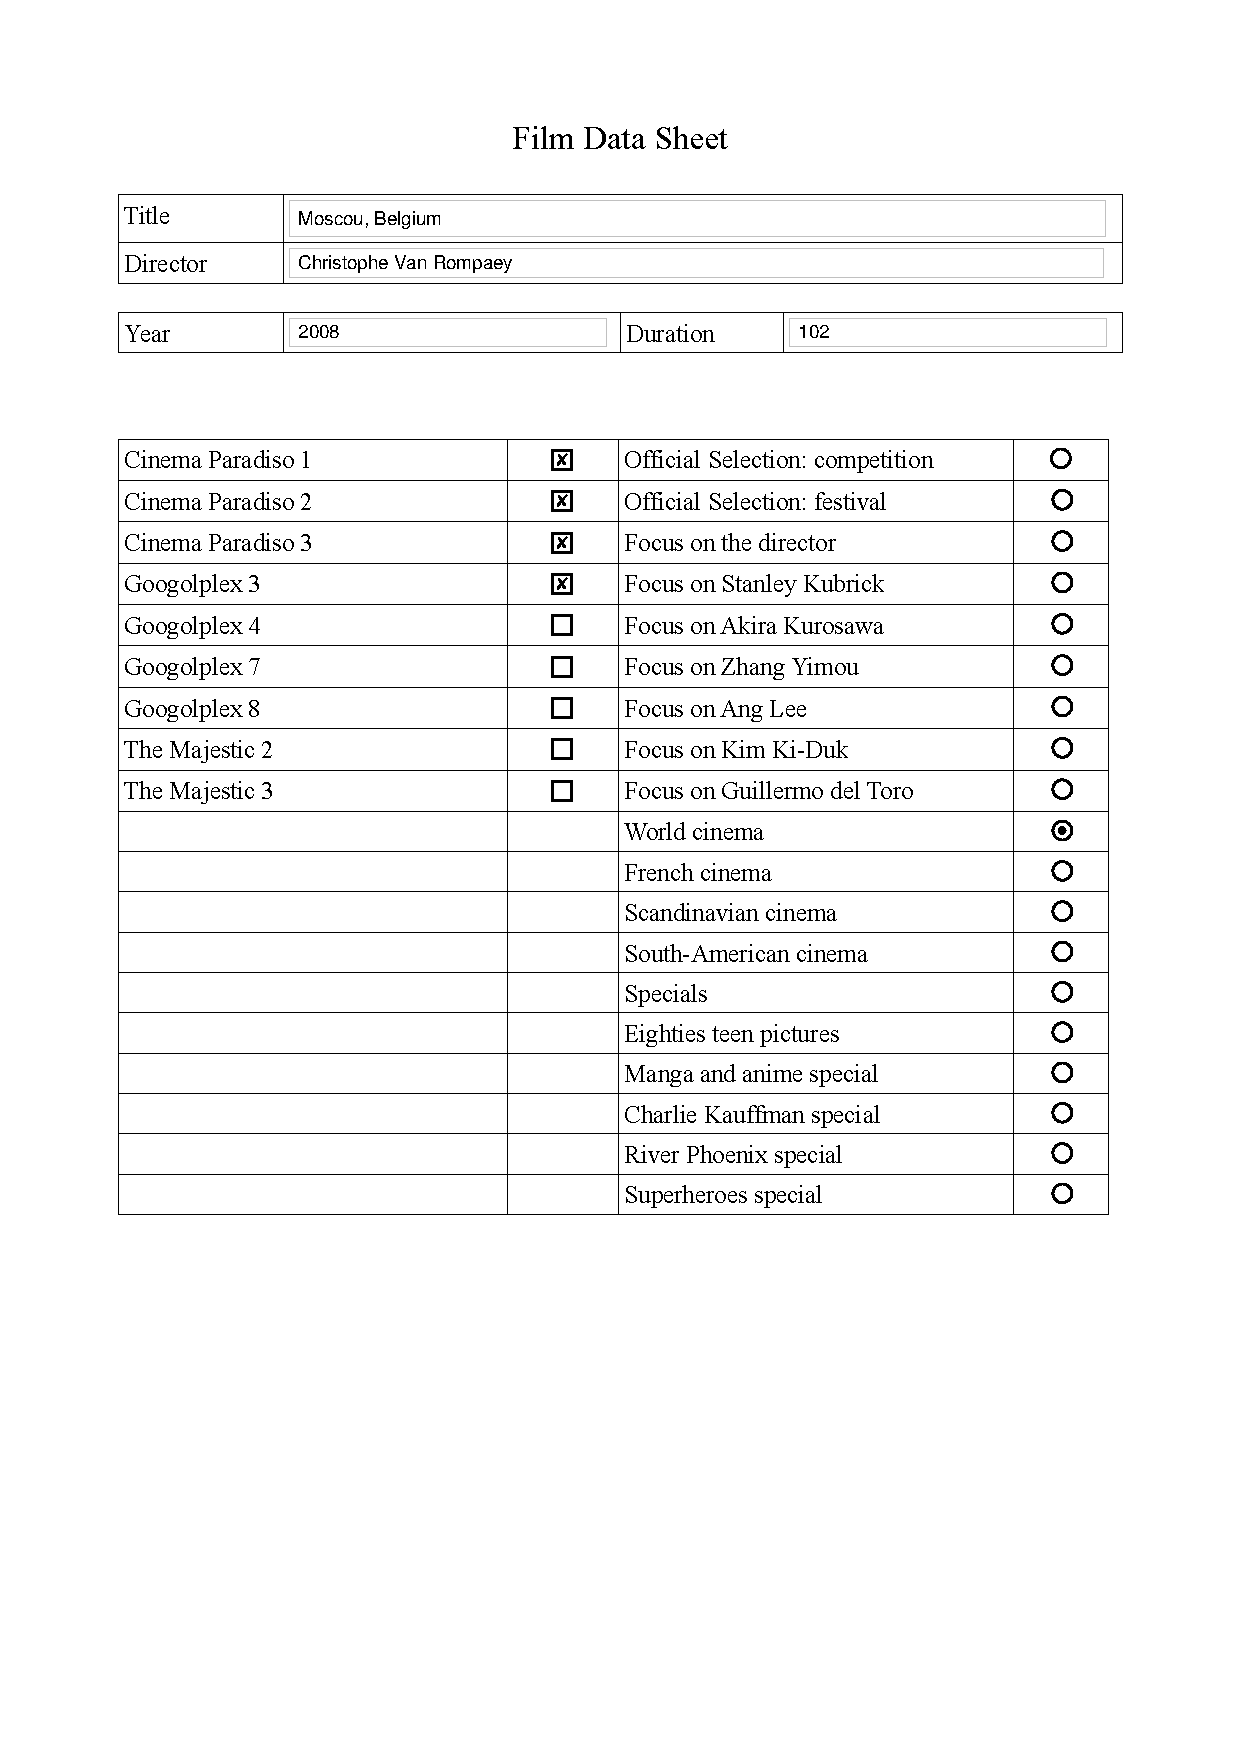 Film Data Sheet
Title Moscou, Belgium
Director Christophe Van Rompaey
Year 2008 Duration 102
Cinema Paradiso 1 Official Selection: competition
Cinema Paradiso 2 Official Selection: festival
Cinema Paradiso 3 Focus on the director
Googolplex 3 Focus on Stanley Kubrick
Googolplex 4 Focus on Akira Kurosawa
Googolplex 7 Focus on Zhang Yimou
Googolplex 8 Focus on Ang Lee
The Majestic 2 Focus on Kim Ki-Duk
The Majestic 3 Focus on Guillermo del Toro
World cinema
French cinema
Scandinavian cinema
South-American cinema
Specials
Eighties teen pictures
Manga and anime special
Charlie Kauffman special
River Phoenix special
Superheroes special